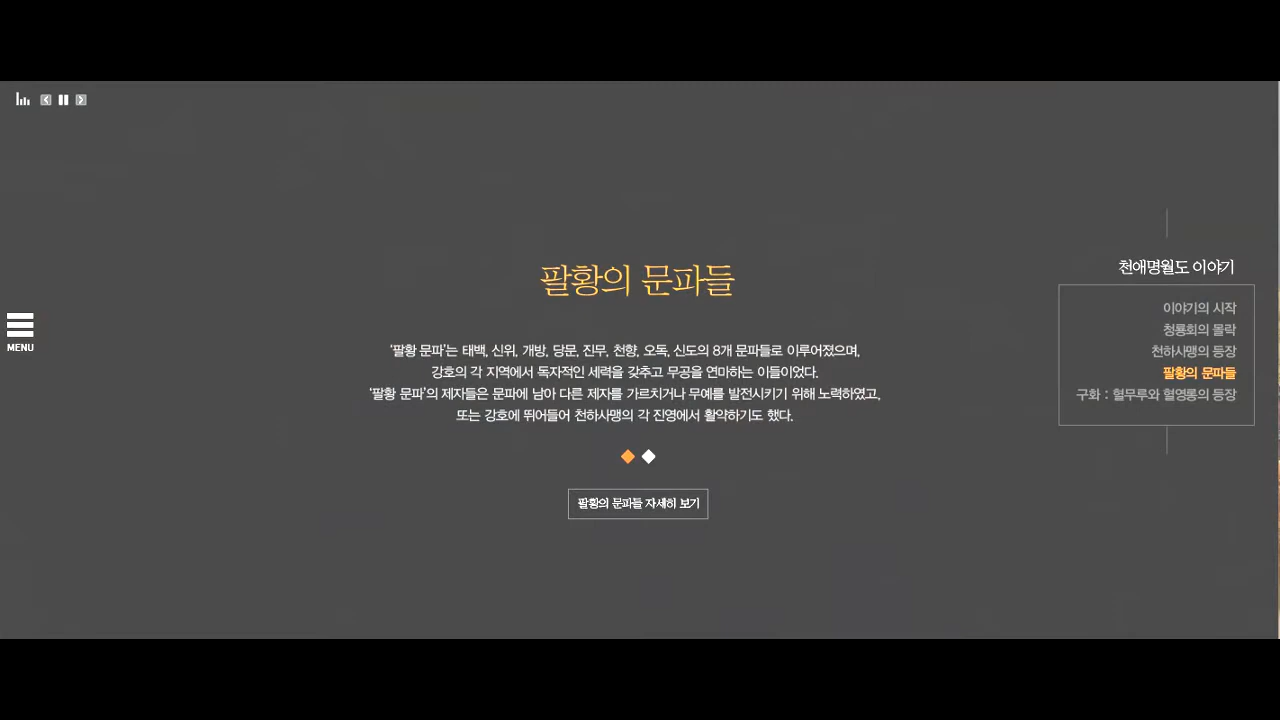 팔황의 문파들
'팔황 문파'는 태백, 신위, 개방, 당문, 진무, 천향, 오독, 신도의 8개 문파들로 이루어졌으며,
강호의 각 지역에서 독자적인 세력을 갖추고 무공을 연마하는 이들이었다.
'팔황 문파'의 제자들은 문파에 남아 다른 제자를 가르치거나 무예를 발전시키기 위해 노력하였고,
또는 강호에 뛰어들어 천하사맹의 각 진영에서 활약하기도 했다.
팔황의 문파들 자세히 보기
MENU
천애명월도 이야기
이야기의 시작
청룡회의 몰락
천하사맹의 등장
팔황의 문파들
구화 : 혈무루와 혈영롱의 등장